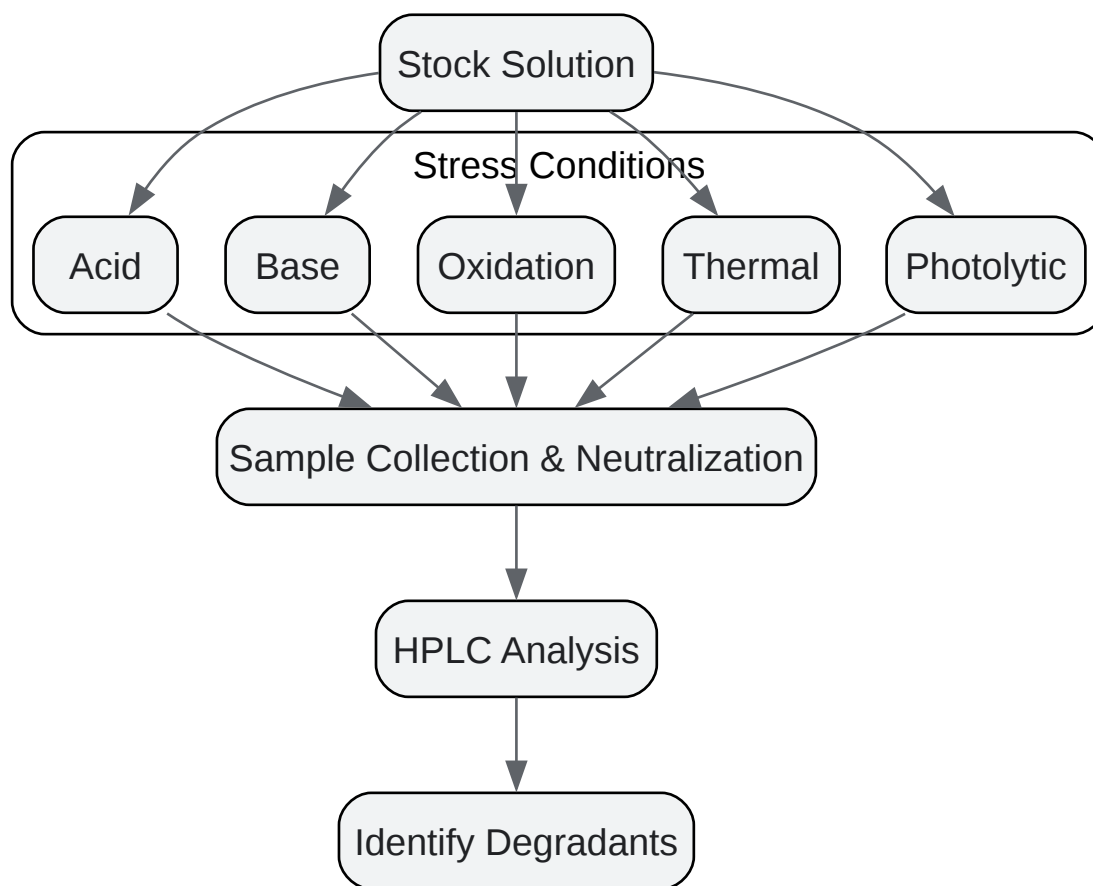 Stock Solution
Stress Conditions
Acid
Base
Oxidation
Thermal
Photolytic
Sample Collection & Neutralization
HPLC Analysis
Identify Degradants